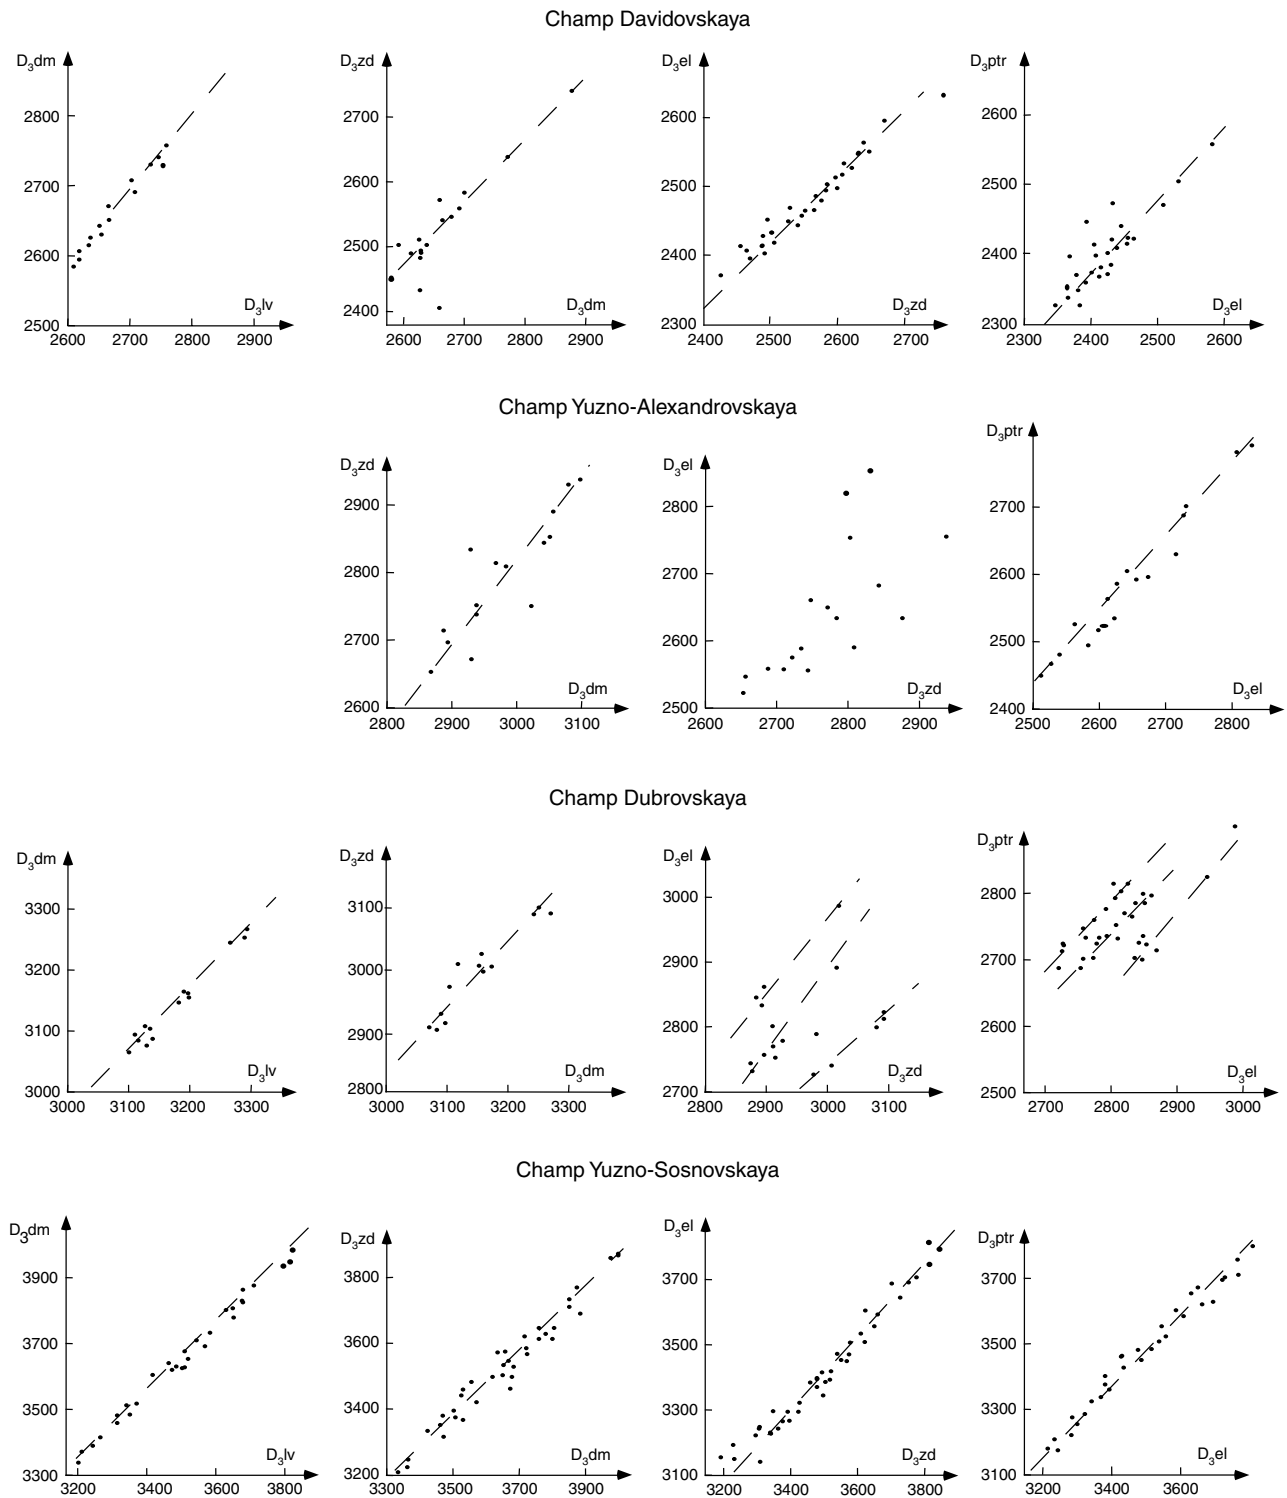 Champ Davidovskaya
D3dm
2800
2700
2600
2500
2600 2700 2800 2900
D3lv
D3zd
2700
2600
2500
2400
2600 2700 2800 2900
D3dm
D3el
2600
2500
2400
2300
2400 2500 2600 2700
D3zd
D3ptr
2600
2500
2400
2300
2300 2400 2500 2600
D3el
Champ Yuzno-Alexandrovskaya
D3zd
2900
2800
2700
2600
2800 2900 3000 3100
D3dm
D3el
2800
2700
2600
2500
2600 2700 2800 2900
D3zd
D3ptr
2700
2600
2500
2400
2500 2600 2700 2800
D3el
Champ Dubrovskaya
D3dm
3300
3200
3100
3000
3000 3100 3200 3300
D3lv
D3zd
3100
3000
2900
2800
3000 3100 3200 3300
D3dm
D3el
3000
2900
2800
2700
2800 2900 3000 3100
D3zd
D3ptr
2800
2700
2600
2500
2700 2800 2900 3000
D3el
Champ Yuzno-Sosnovskaya
D3dm
3900
3700
3500
3300
3200 3400 3600 3800
D3lv
D3zd
3800
3600
3400
3200
3300 3500 3700 3900
D3dm
D3el
3700
3500
3300
3100
3200 3400 3600 3800
D3zd
D3ptr
3700
3500
3300
3100
3200 3400 3600
D3el